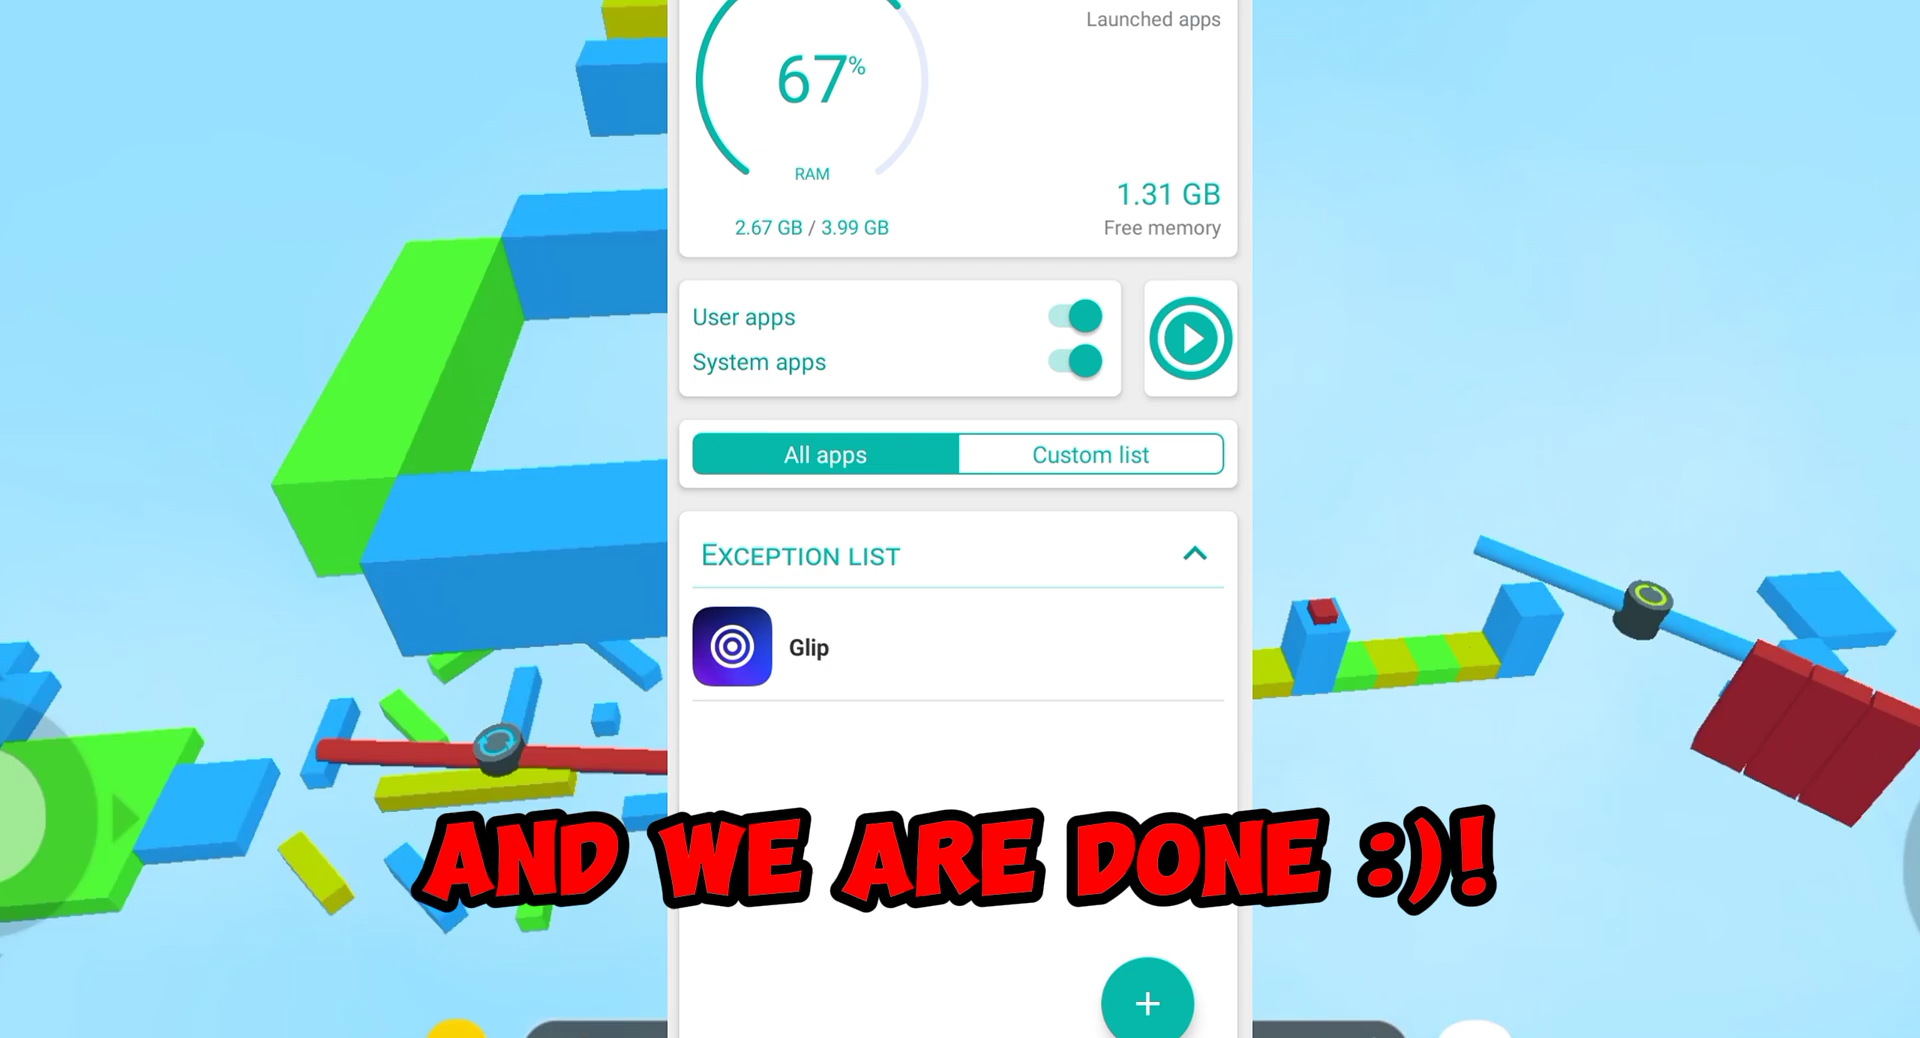 Launched apps
67%
RAM
1.31 GB
2.67 GB / 3.99 GB
Free memory
User apps
System apps
All apps
Custom list
EXCEPTION LIST
Glip
AND WE ARE DONE :)!
+